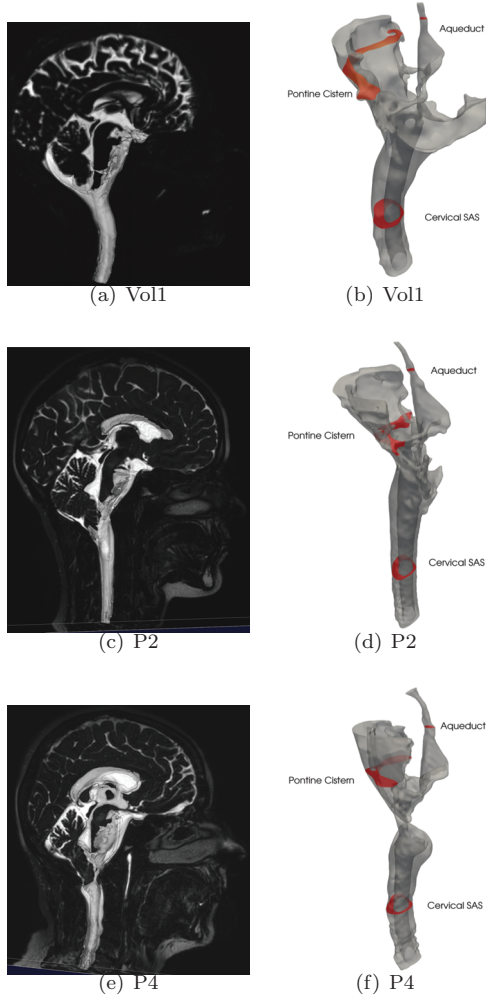 Aqueduct
Pontine Cistern
Cervical SAS
(a) Vol1
(b) Vol1
Aqueduct
Pontine Cistern
Cervical SAS
(c) P2
(d) P2
Aqueduct
Pontine Cistern
Cervical SAS
(e) P4
(f) P4